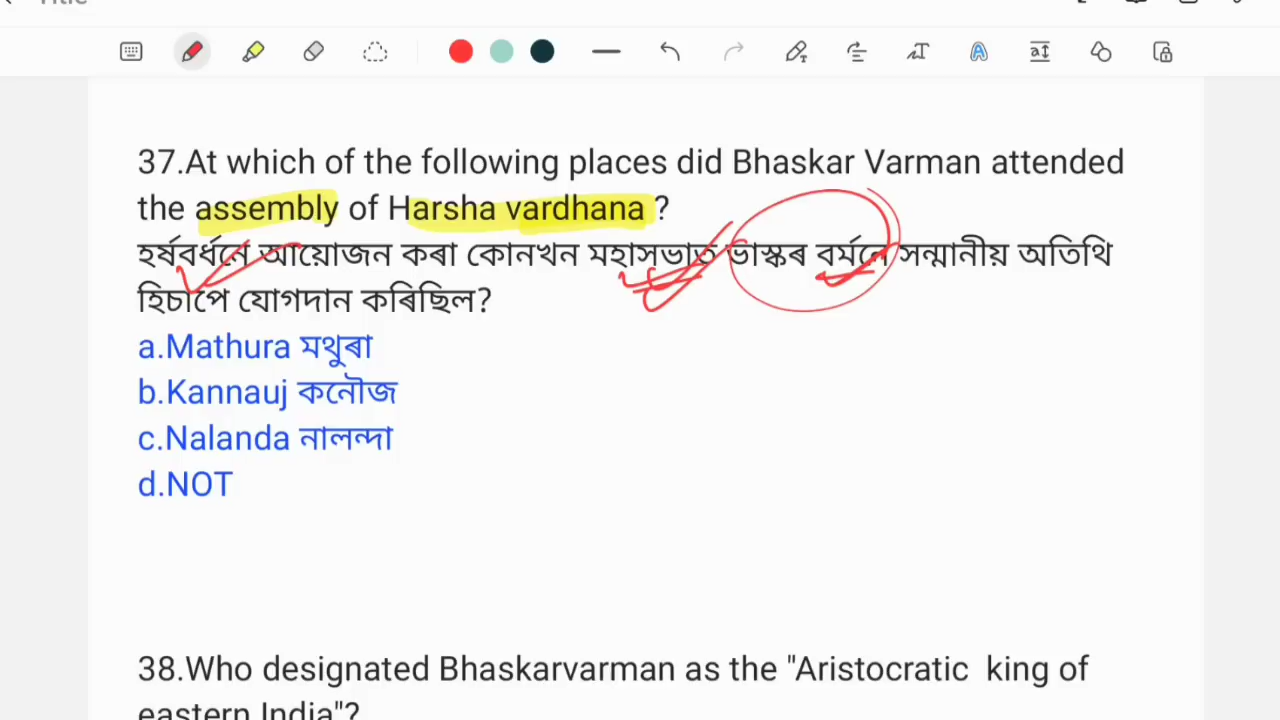 37.At which of the following places did Bhaskar Varman attended
the assembly of Harsha vardhana ?
হৰ্ষবৰ্ধনে আয়োজন কৰা কোনখন মহাসভাত ভাস্কৰ বৰ্মনে সন্মানীয় অতিথি
হিচাপে যোগদান কৰিছিল?
a.Mathura মথুৰা
b.Kannauj কনৌজ
c.Nalanda নালন্দা
d.NOT
38.Who designated Bhaskarvarman as the "Aristocratic king of
eastern India"?